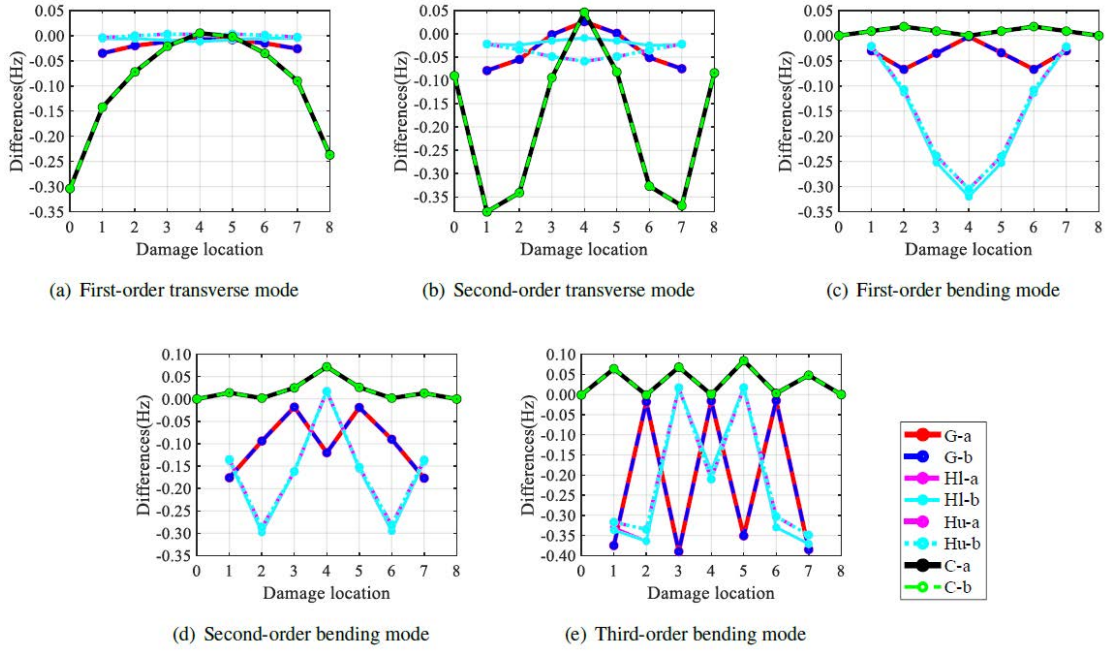 0.05
0.00
-0.05
-0.10
-0.15
-0.20
-0.25
-0.30
-0.35
Differences(Hz)
0 1 2 3 4 5 6 7 8
Damage location
(a) First-order transverse mode
0.05
0.00
-0.05
-0.10
-0.15
-0.20
-0.25
-0.30
-0.35
Differences(Hz)
0 1 2 3 4 5 6 7 8
Damage location
(b) Second-order transverse mode
0.05
0.00
-0.05
-0.10
-0.15
-0.20
-0.25
-0.30
-0.35
Differences(Hz)
0 1 2 3 4 5 6 7 8
Damage location
(c) First-order bending mode
0.10
0.05
0.00
-0.05
-0.10
-0.15
-0.20
-0.25
-0.30
-0.35
Differences(Hz)
0 1 2 3 4 5 6 7 8
Damage location
(d) Second-order bending mode
0.10
0.05
0.00
-0.05
-0.10
-0.15
-0.20
-0.25
-0.30
-0.35
-0.40
Differences(Hz)
0 1 2 3 4 5 6 7 8
Damage location
(e) Third-order bending mode
G-a
G-b
HI-a
HI-b
Hu-a
Hu-b
C-a
C-b